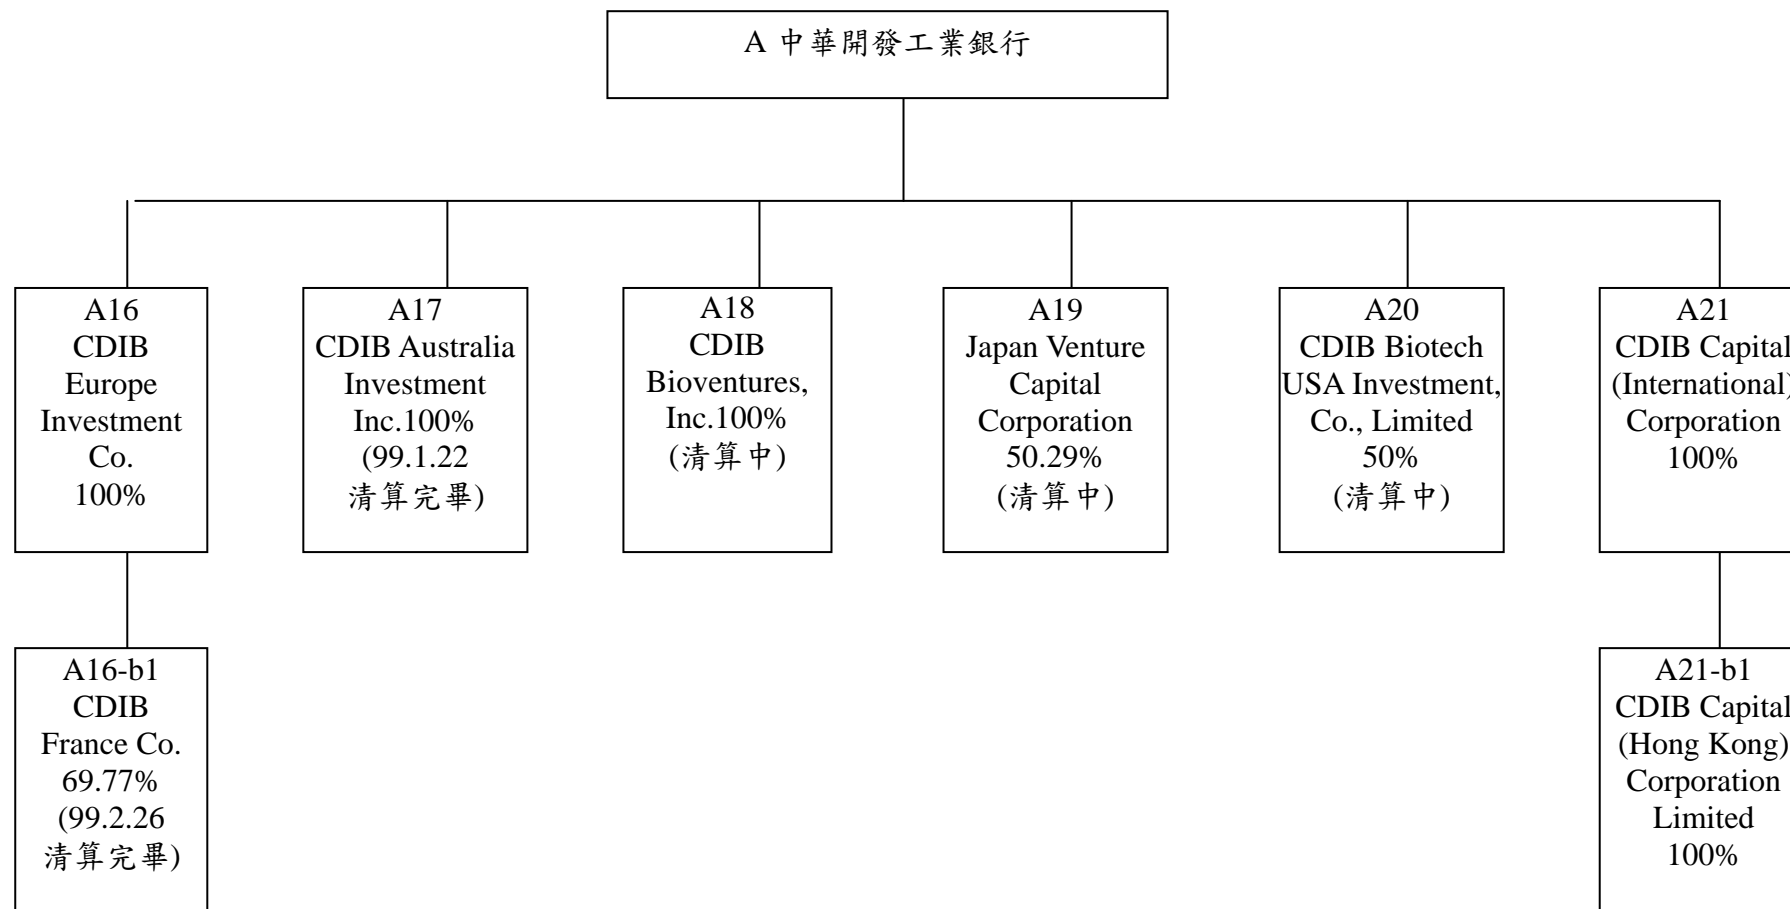 A 中華開發工業銀行
A16
CDIB
Europe
Investment
Co.
100%
A17
CDIB Australia
Investment
Inc.100%
(99.1.22
清算完畢)
A18
CDIB
Bioventures,
Inc.100%
(清算中)
A19
Japan Venture
Capital
Corporation
50.29%
(清算中)
A20
CDIB Biotech
USA Investment,
Co., Limited
50%
(清算中)
A21
CDIB Capital
(International)
Corporation
100%
A16-b1
CDIB
France Co.
69.77%
(99.2.26
清算完畢)
A21-b1
CDIB Capital
(Hong Kong)
Corporation
Limited
100%